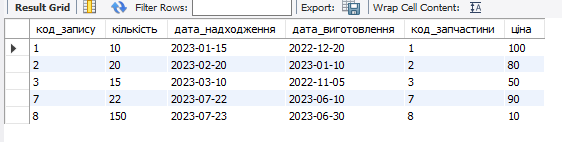 Result Grid Filter Rows: Export: Wrap Cell Content:
код_запису кількість дата_надходження дата_виготовлення код_запчастини ціна
1 10 2023-01-15 2022-12-20 1 100
2 20 2023-02-20 2023-01-10 2 80
3 15 2023-03-10 2022-11-05 3 50
7 22 2023-07-22 2023-06-10 7 90
8 150 2023-07-23 2023-06-30 8 10